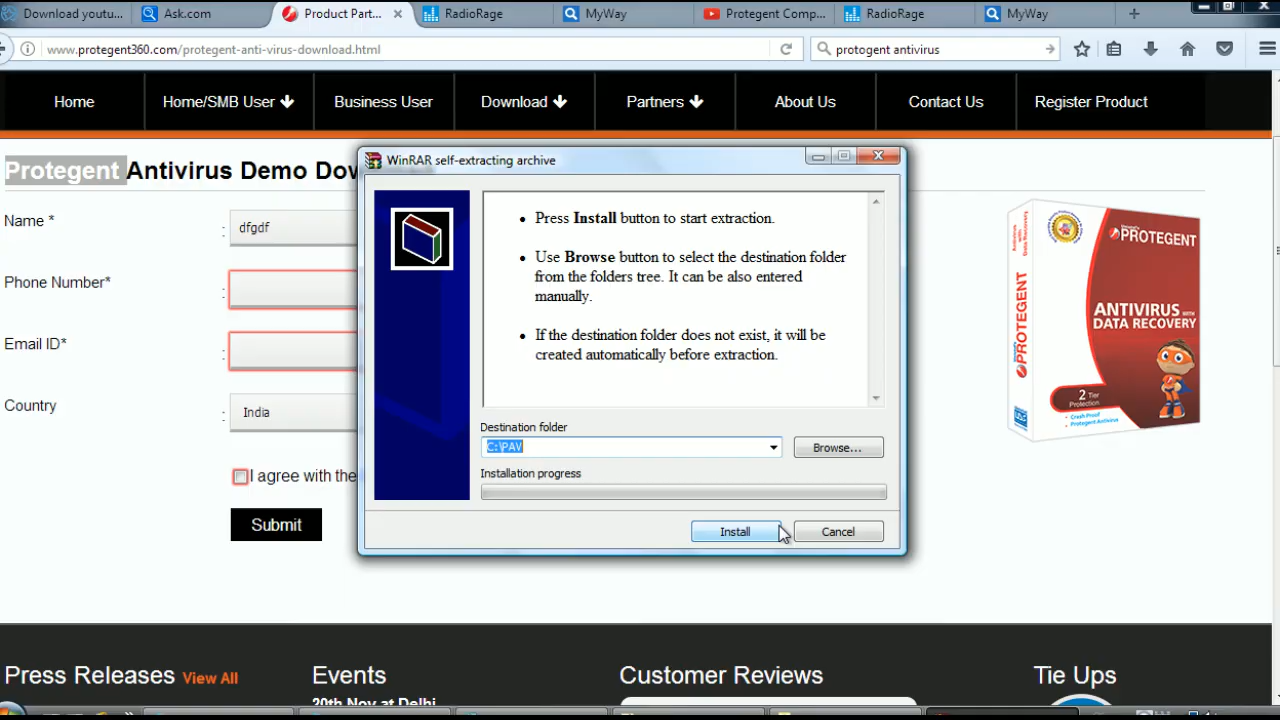 Download youtu...
Ask.com
Product Part...
RadioRage
MyWay
Protegent Comp...
RadioRage
MyWay
www.protegent360.com/protegent-anti-virus-download.html
protogent antivirus
Home
Home/SMB User
Business User
Download
Partners
About Us
Contact Us
Register Product
Protegent Antivirus Demo Dow
Name *
:
dfgdf
Phone Number*
:
Email ID*
:
Country
:
India
I agree with the
Submit
WinRAR self-extracting archive
• Press Install button to start extraction.
• Use Browse button to select the destination folder
from the folders tree. It can be also entered
manually.
• If the destination folder does not exist, it will be
created automatically before extraction.
Destination folder
C:\PAV
Browse...
Installation progress
Install
Cancel
PROTEGENT
ANTIVIRUS WITH
DATA RECOVERY
2 Tier
Protection
Crash Proof
Protegent Antivirus
PROTEGENT
Press Releases View All
Events
20th Nov at Delhi
Customer Reviews
Tie Ups